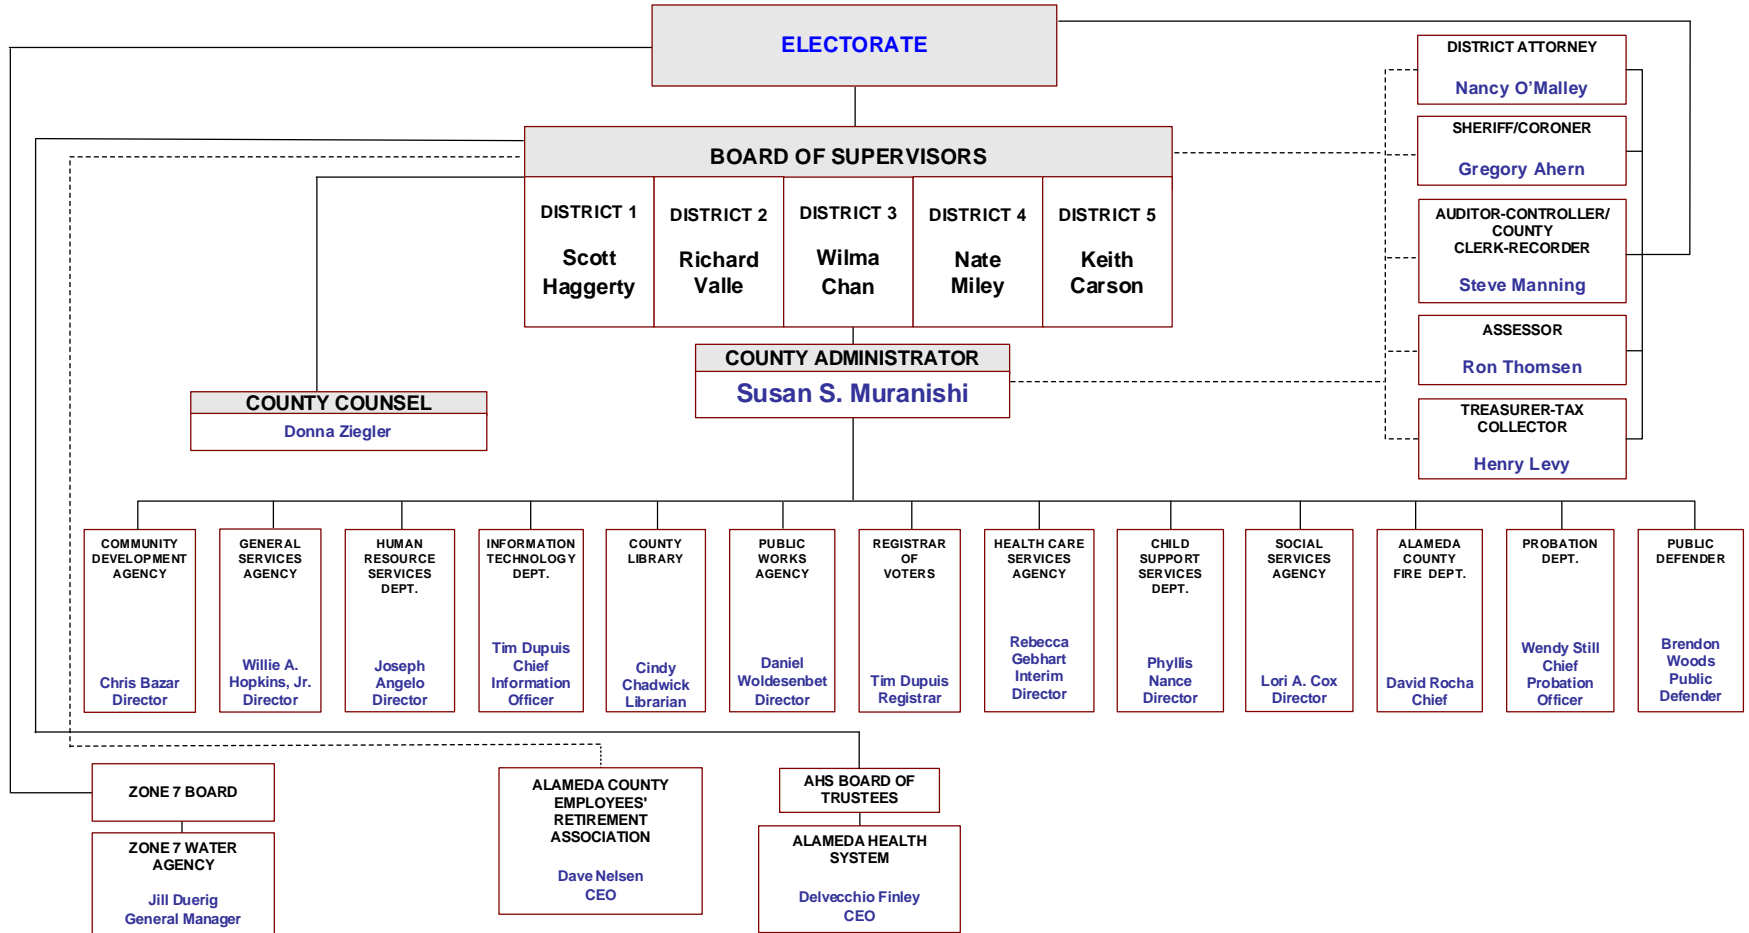 ELECTORATE
DISTRICT ATTORNEY
Nancy O’Malley
SHERIFF/CORONER
Gregory Ahern
AUDITOR-CONTROLLER/
COUNTY
CLERK-RECORDER
Steve Manning
ASSESSOR
Ron Thomsen
TREASURER-TAX
COLLECTOR
Henry Levy
BOARD OF SUPERVISORS
DISTRICT 1
Scott
Haggerty
DISTRICT 2
Richard
Valle
DISTRICT 3
Wilma
Chan
DISTRICT 4
Nate
Miley
DISTRICT 5
Keith
Carson
COUNTY ADMINISTRATOR
Susan S. Muranishi
COUNTY COUNSEL
Donna Ziegler
COMMUNITY
DEVELOPMENT
AGENCY
Chris Bazar
Director
GENERAL
SERVICES
AGENCY
Willie A.
Hopkins, Jr.
Director
HUMAN
RESOURCE
SERVICES
DEPT.
Joseph
Angelo
Director
INFORMATION
TECHNOLOGY
DEPT.
Tim Dupuis
Chief
Information
Officer
COUNTY
LIBRARY
Cindy
Chadwick
Librarian
PUBLIC
WORKS
AGENCY
Daniel
Woldesenbet
Director
REGISTRAR
OF
VOTERS
Tim Dupuis
Registrar
HEALTH CARE
SERVICES
AGENCY
Rebecca
Gebhart
Interim
Director
CHILD
SUPPORT
SERVICES
DEPT.
Phyllis
Nance
Director
SOCIAL
SERVICES
AGENCY
Lori A. Cox
Director
ALAMEDA
COUNTY
FIRE DEPT.
David Rocha
Chief
PROBATION
DEPT.
Wendy Still
Chief
Probation
Officer
PUBLIC
DEFENDER
Brendon
Woods
Public
Defender
ZONE 7 BOARD
ZONE 7 WATER
AGENCY
Jill Duerig
General Manager
ALAMEDA COUNTY
EMPLOYEES'
RETIREMENT
ASSOCIATION
Dave Nelsen
CEO
AHS BOARD OF
TRUSTEES
ALAMEDA HEALTH
SYSTEM
Delvecchio Finley
CEO